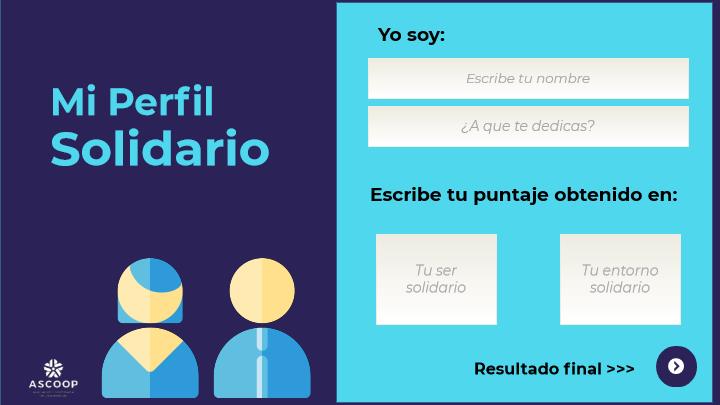 Mi Perfil
Solidario
ASCOOP
Yo soy:
Escribe tu nombre
¿A que te dedicas?
Escribe tu puntaje obtenido en:
Tu ser
solidario
Tu entorno
solidario
Resultado final >>>